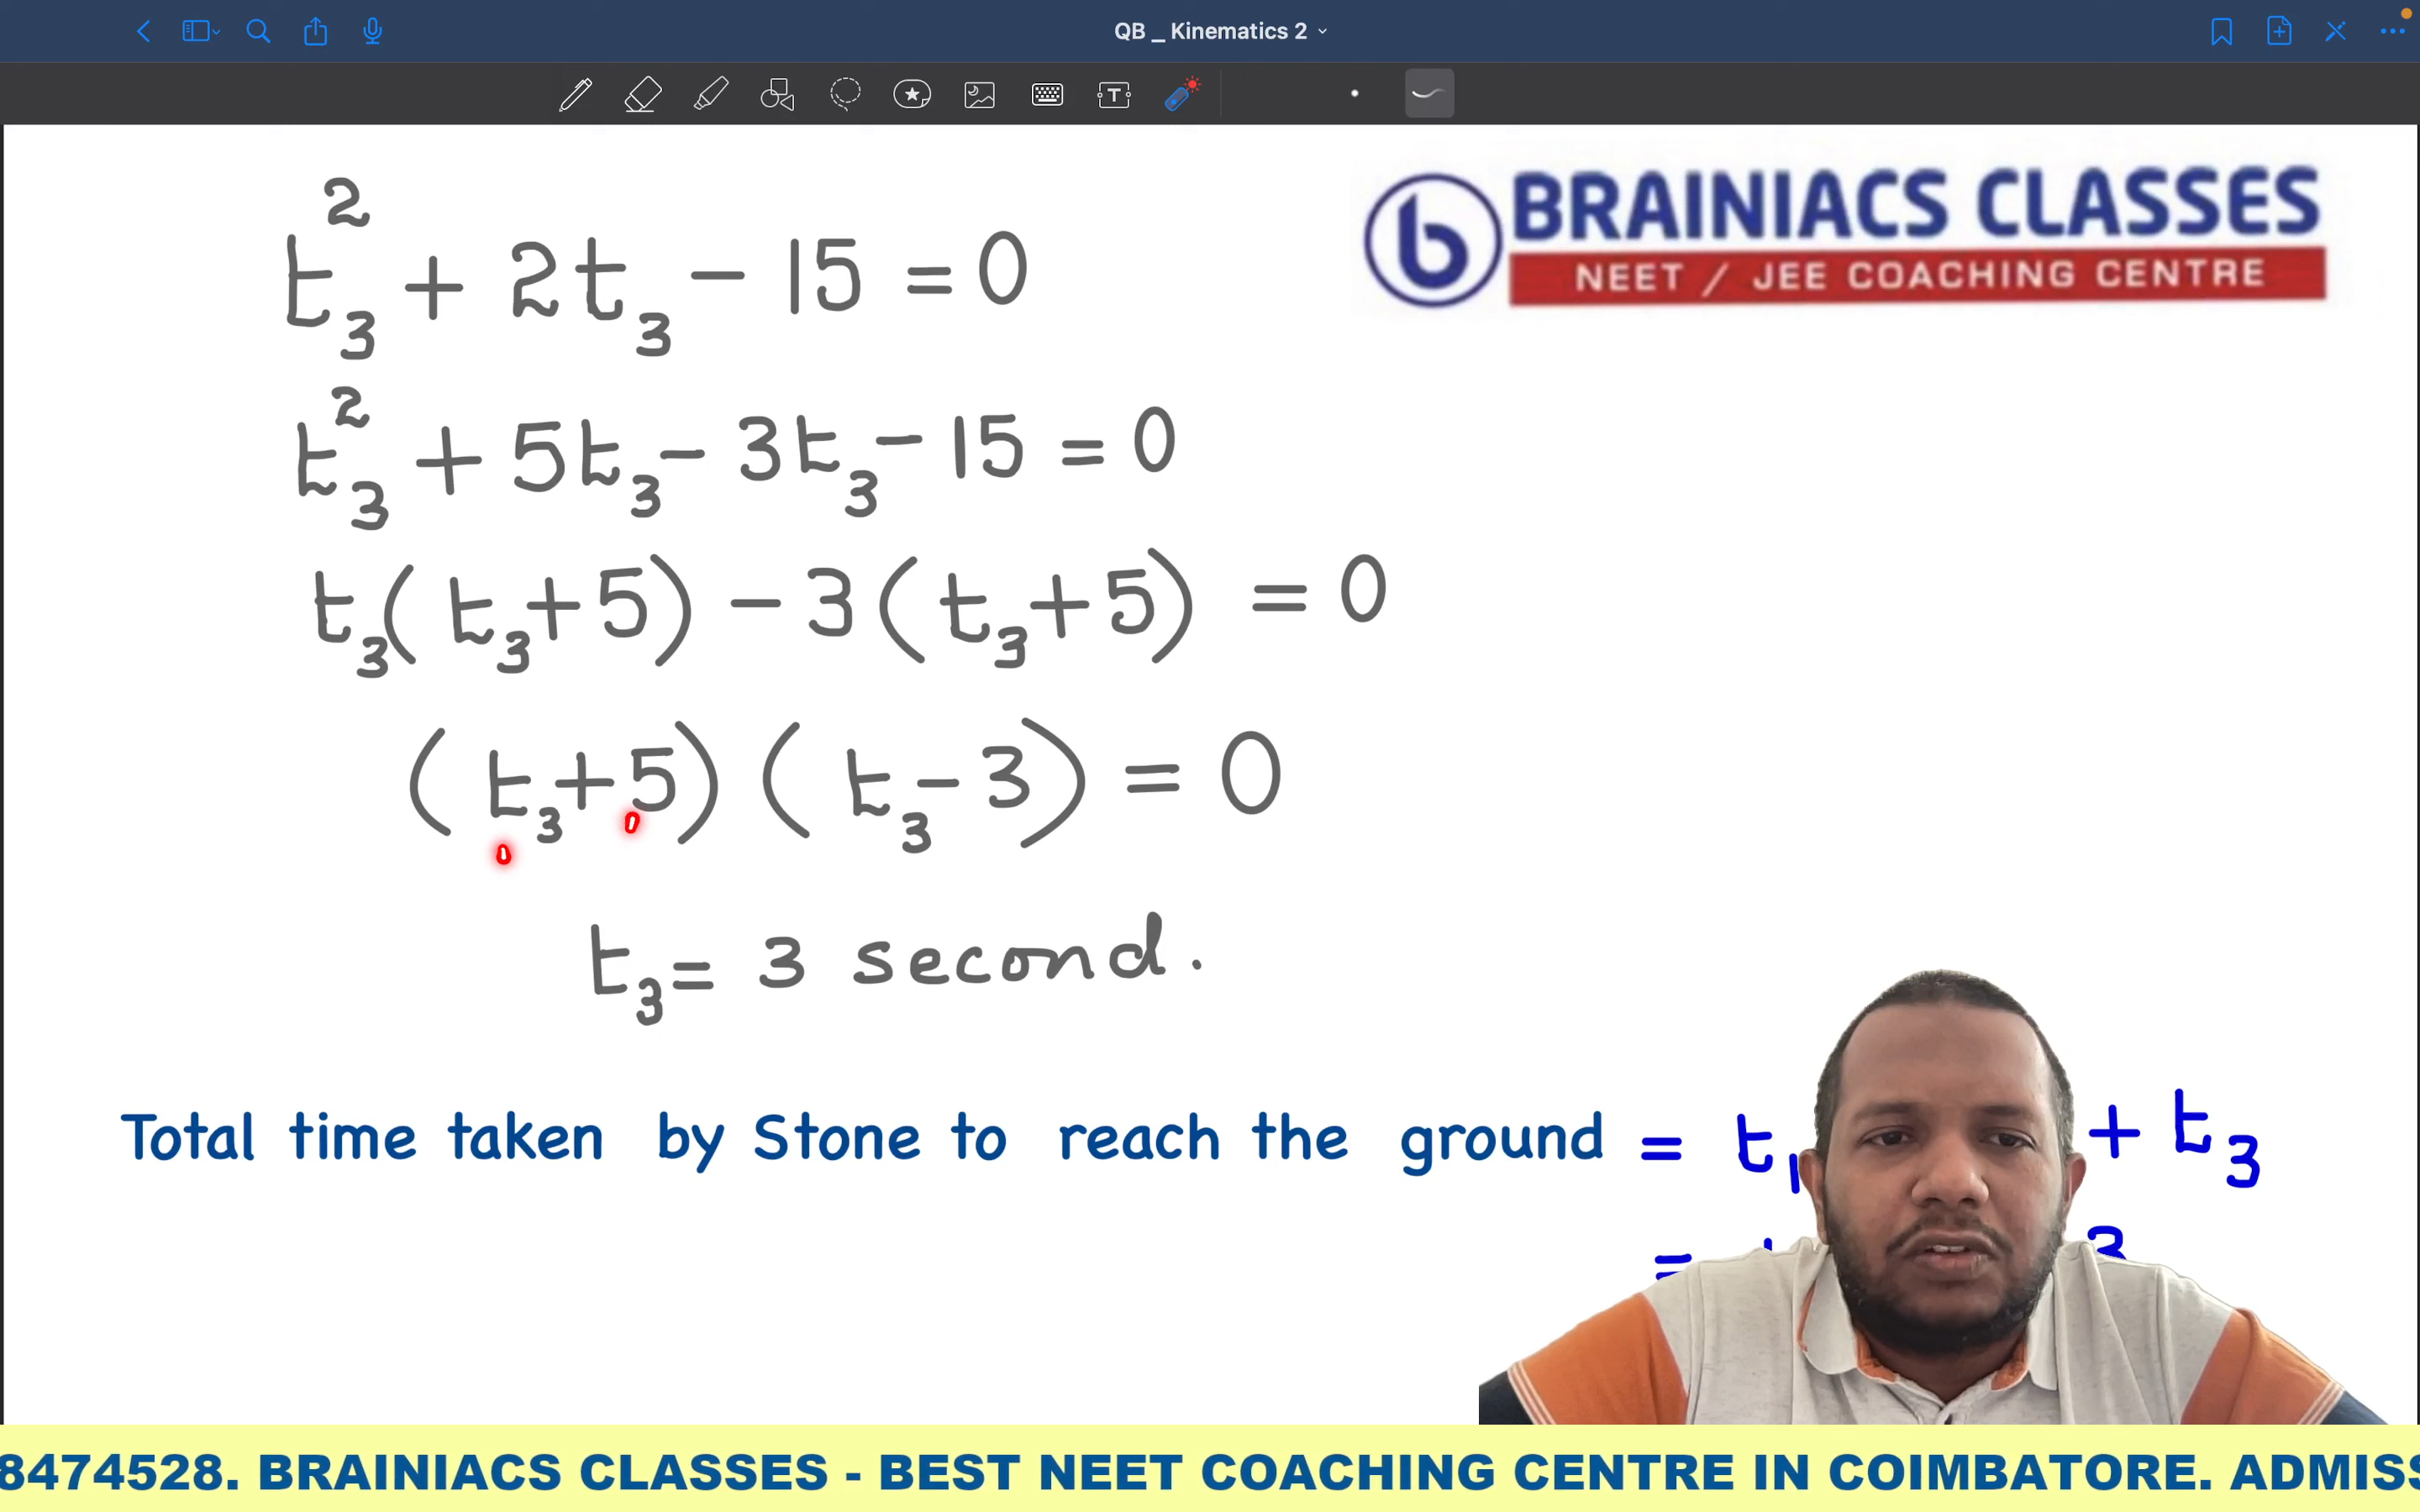 QB _ Kinematics 2
BRAINIACS CLASSES
NEET / JEE COACHING CENTRE
t₃² + 2t₃ - 15 = 0
t₃² + 5t₃ - 3t₃ - 15 = 0
t₃(t₃+5) - 3(t₃+5) = 0
(t₃+5)(t₃-3) = 0
t₃ = 3 second.
Total time taken by Stone to reach the ground = t₁ + t₃
= 3
8474528. BRAINIACS CLASSES - BEST NEET COACHING CENTRE IN COIMBATORE. ADMISS